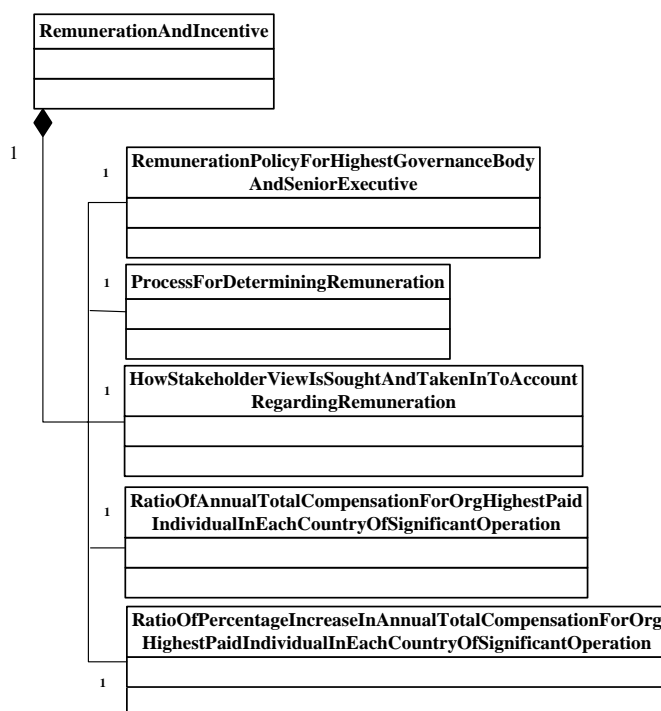 RemunerationAndIncentive
1
1
RemunerationPolicyForHighestGovernanceBody
AndSeniorExecutive
1
ProcessForDeterminingRemuneration
1
HowStakeholderViewIsSoughtAndTakenInToAccount
RegardingRemuneration
1
RatioOfAnnualTotalCompensationForOrgHighestPaid
IndividualInEachCountryOfSignificantOperation
RatioOfPercentageIncreaseInAnnualTotalCompensationForOrg
HighestPaidIndividualInEachCountryOfSignificantOperation
1